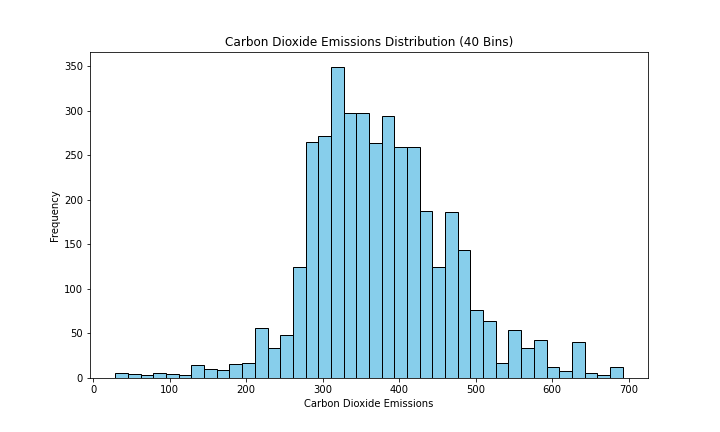 Carbon Dioxide Emissions Distribution (40 Bins)
350
300
250
200
150
100
50
0
Frequency
0 100 200 300 400 500 600 700
Carbon Dioxide Emissions